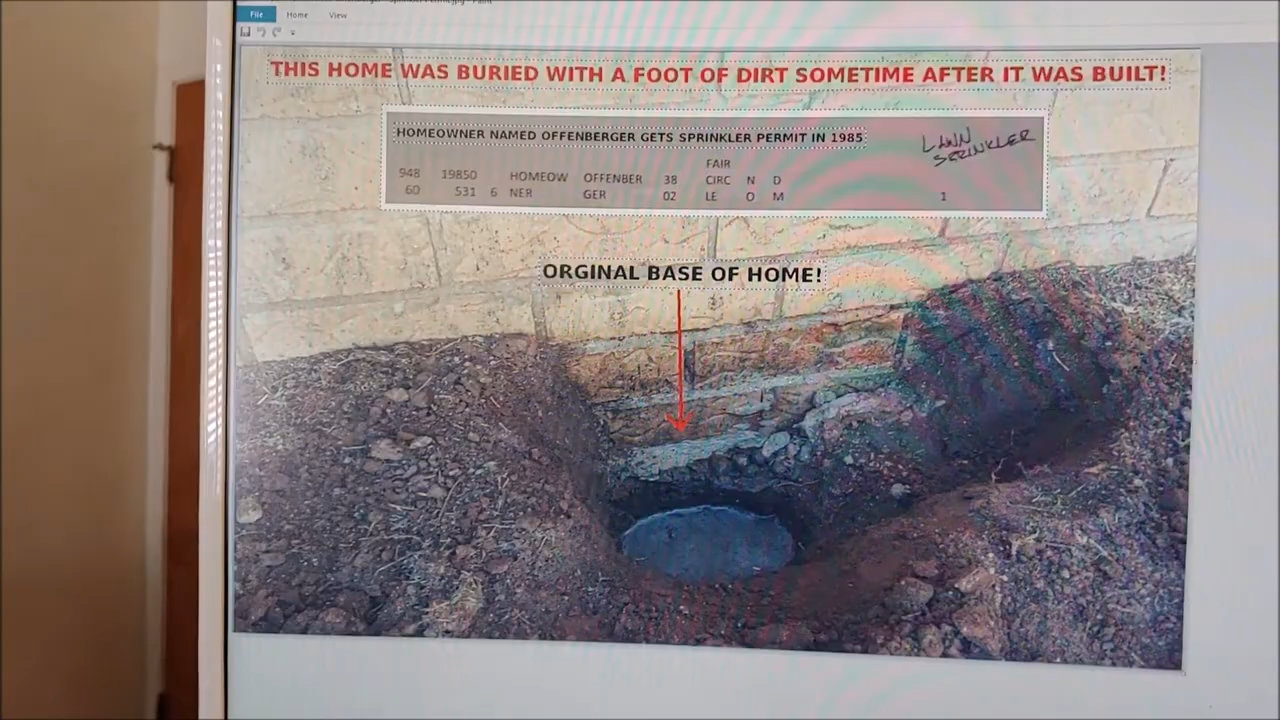 File Home View
THIS HOME WAS BURIED WITH A FOOT OF DIRT SOMETIME AFTER IT WAS BUILT!
HOMEOWNER NAMED OFFENBERGER GETS SPRINKLER PERMIT IN 1985
LAWN
SPRINKLER
FAIR
948 19850 HOMEOW OFFENBER 38 CIRC N D
60 531 6 NER GER 02 LE O M 1
ORGINAL BASE OF HOME!